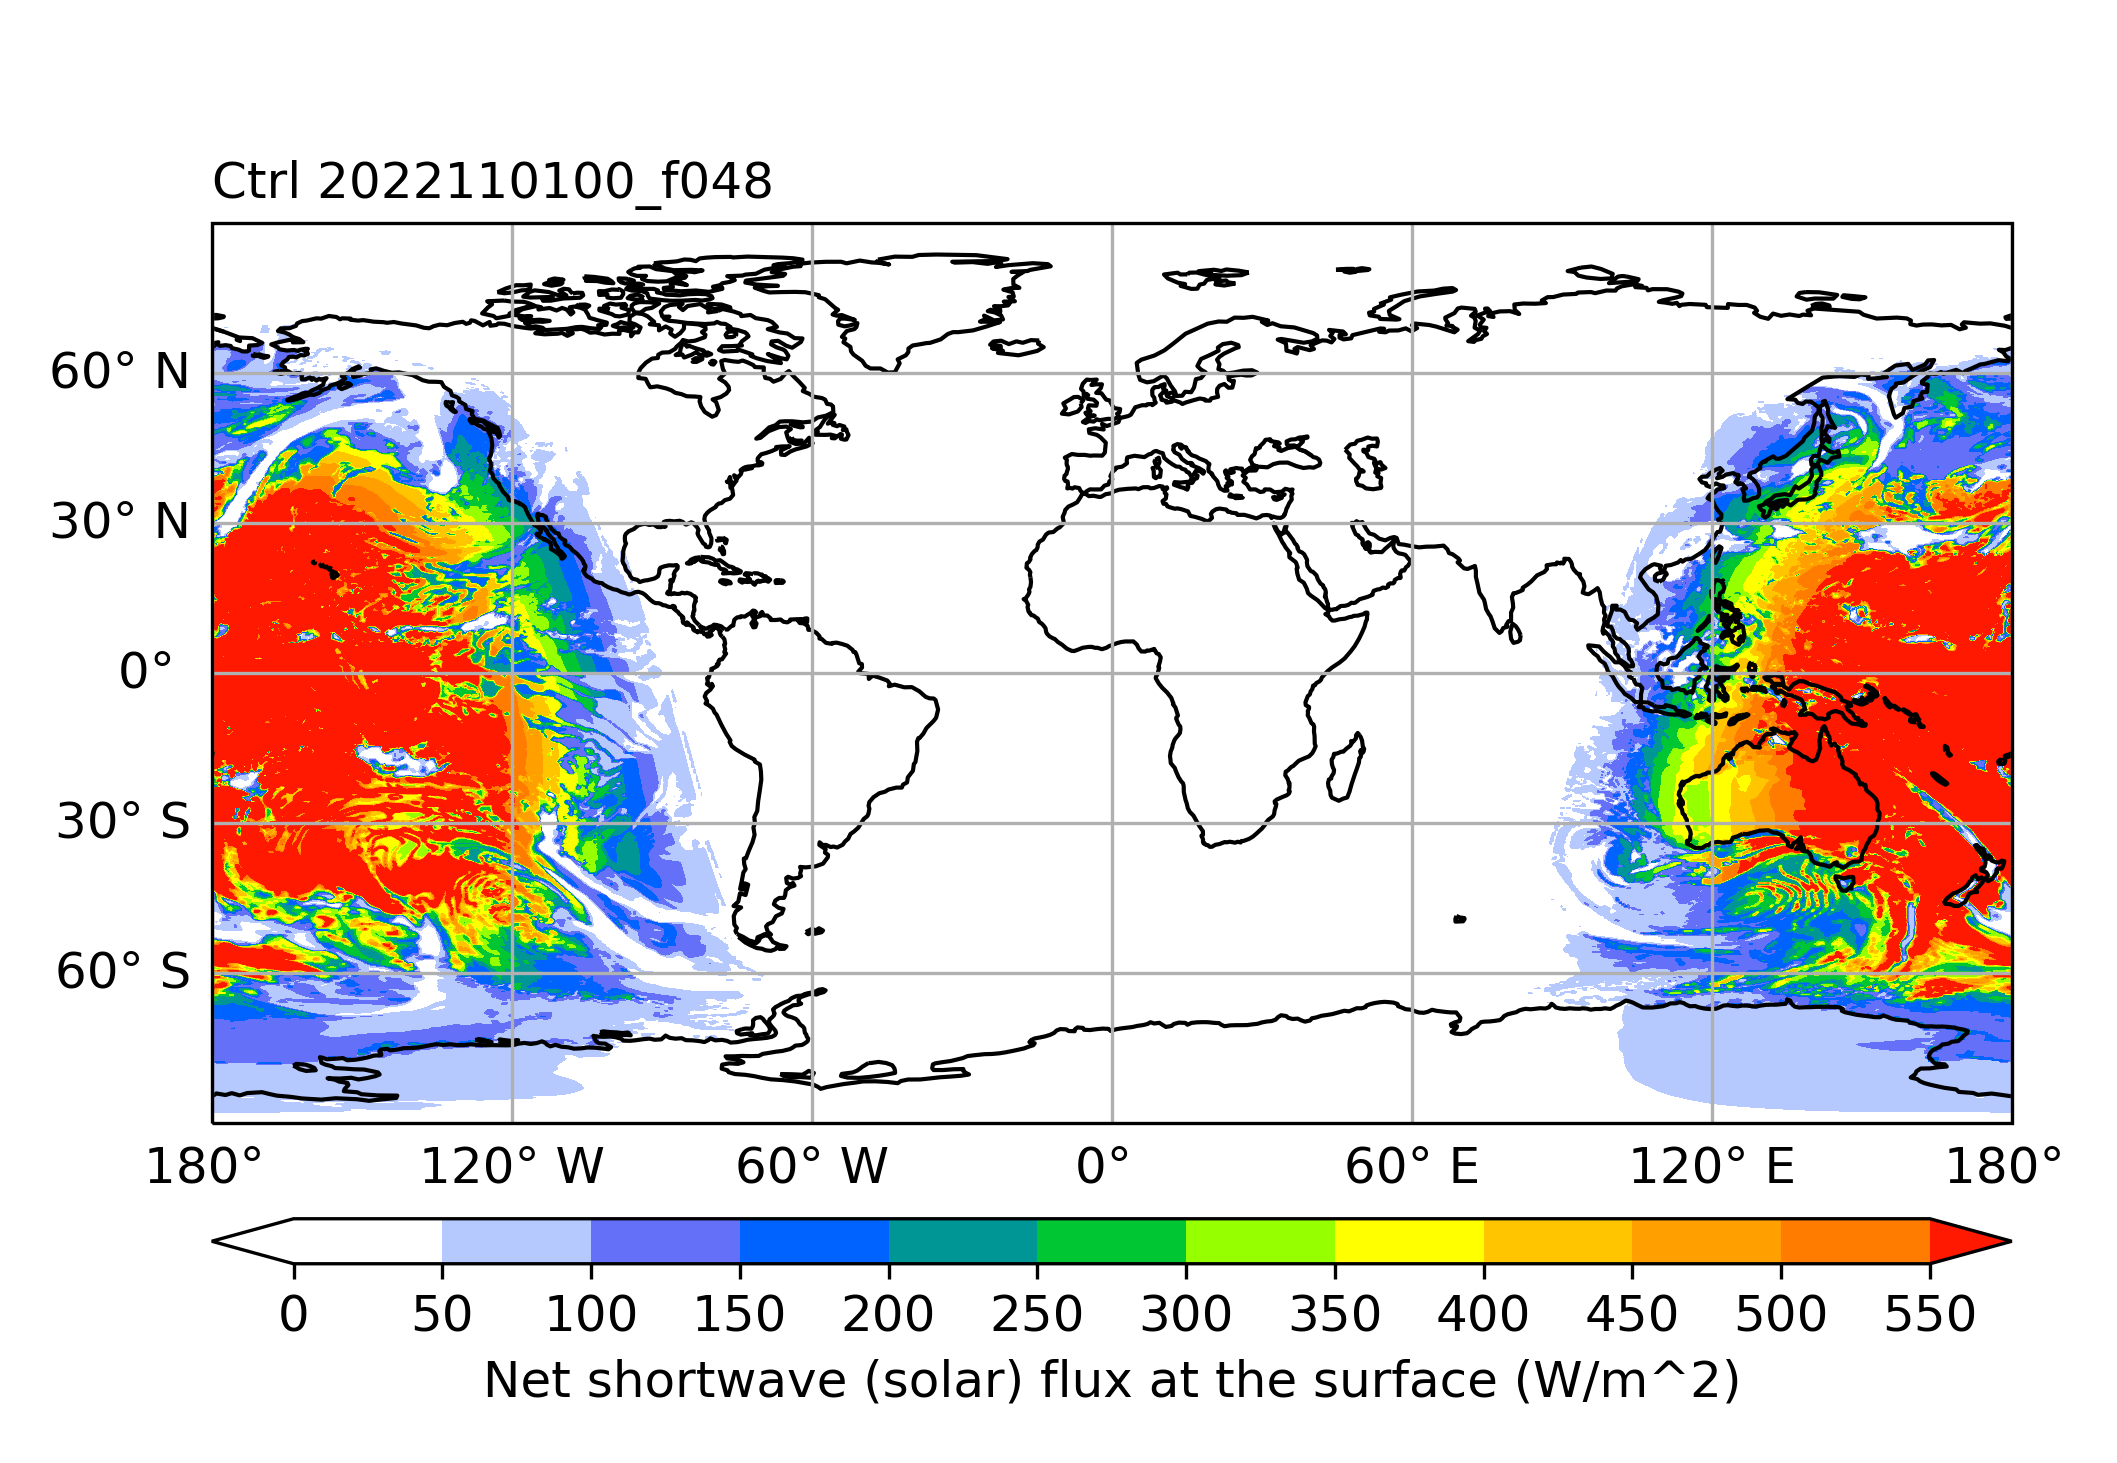 Ctrl 2022110100_f048
60° N
30° N
0°
30° S
60° S
180° 120° W 60° W 0° 60° E 120° E 180°
0 50 100 150 200 250 300 350 400 450 500 550
Net shortwave (solar) flux at the surface (W/m^2)